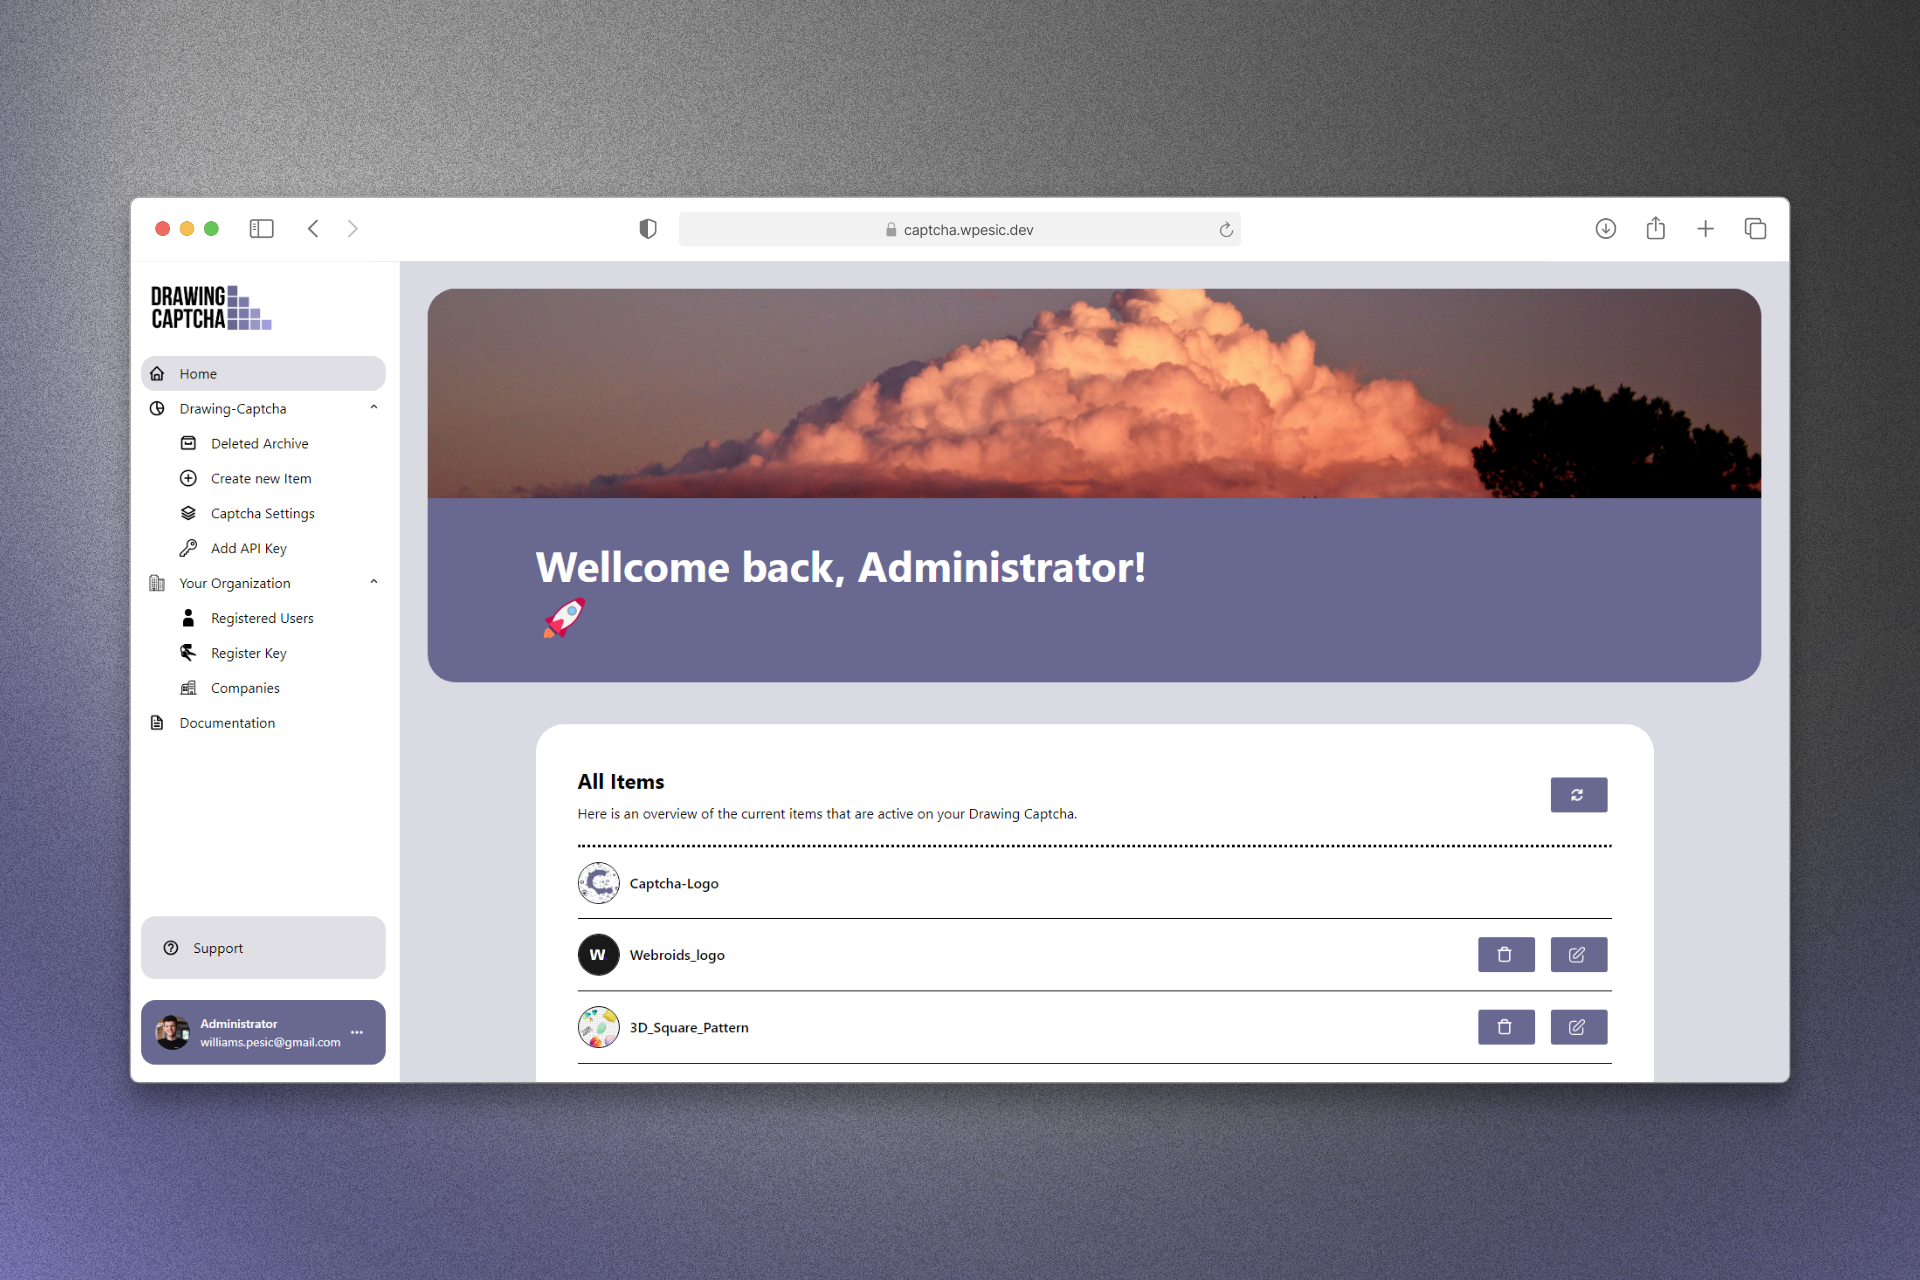 captcha.wpesic.dev
DRAWING
CAPTCHA
Home
Drawing-Captcha
Deleted Archive
Create new Item
Captcha Settings
Add API Key
Your Organization
Registered Users
Register Key
Companies
Documentation
Support
Administrator
williams.pesic@gmail.com
Wellcome back, Administrator!
All Items
Here is an overview of the current items that are active on your Drawing Captcha.
Captcha-Logo
W.
Webroids_logo
3D_Square_Pattern